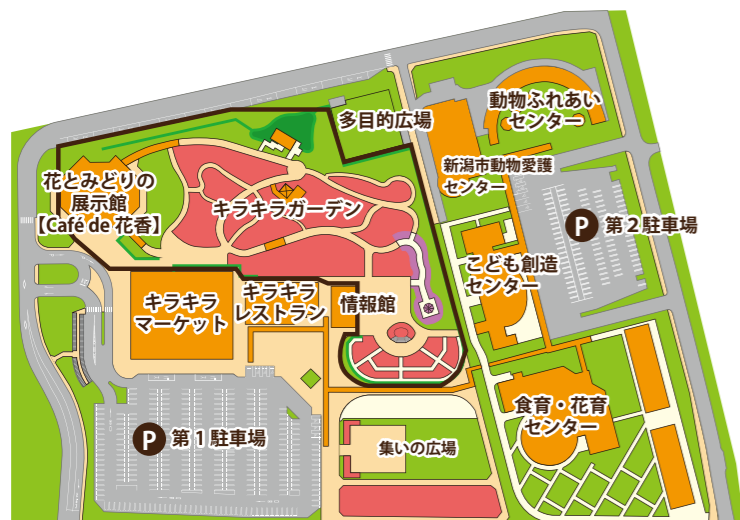 動物ふれあい
センター
多目的広場
新潟市動物愛護
センター
花とみどりの
展示館
【Café de 花香】
キラキラガーデン
P 第2駐車場
こども創造
センター
キラキラ
マーケット
キラキラ
レストラン
情報館
食育・花育
センター
P 第1駐車場
集いの広場